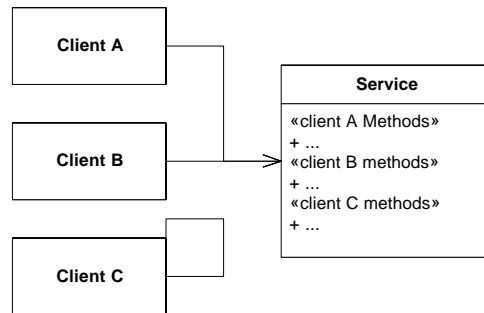 Client A
Client B
Client C
Service
«client A Methods»
+ ...
«client B methods»
+ ...
«client C methods»
+ ...